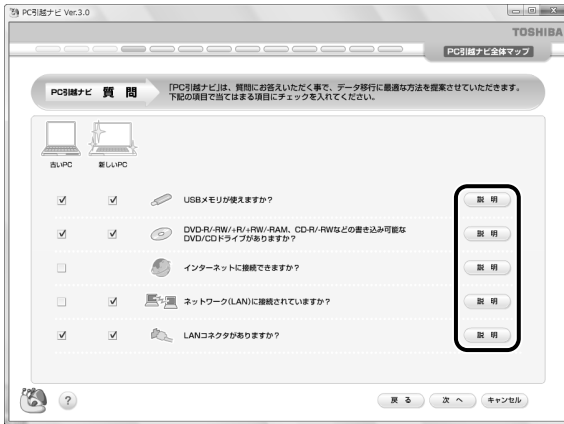 PC引越ナビ Ver.3.0
TOSHIBA
PC引越ナビ全体マップ
PC引越ナビ 質 問
「PC引越ナビ」は、質問にお答えいただく事で、データ移行に最適な方法を提案させていただきます。
下記の項目で当てはまる項目にチェックを入れてください。
古いPC 新しいPC
USBメモリが使えますか？ 説 明
DVD-R/-RW/+R/+RW/-RAM、CD-R/-RWなどの書き込み可能な
DVD/CDドライブがありますか？ 説 明
インターネットに接続できますか？ 説 明
ネットワーク(LAN)に接続されていますか？ 説 明
LANコネクタがありますか？ 説 明
? 戻 る 次 へ キャンセル